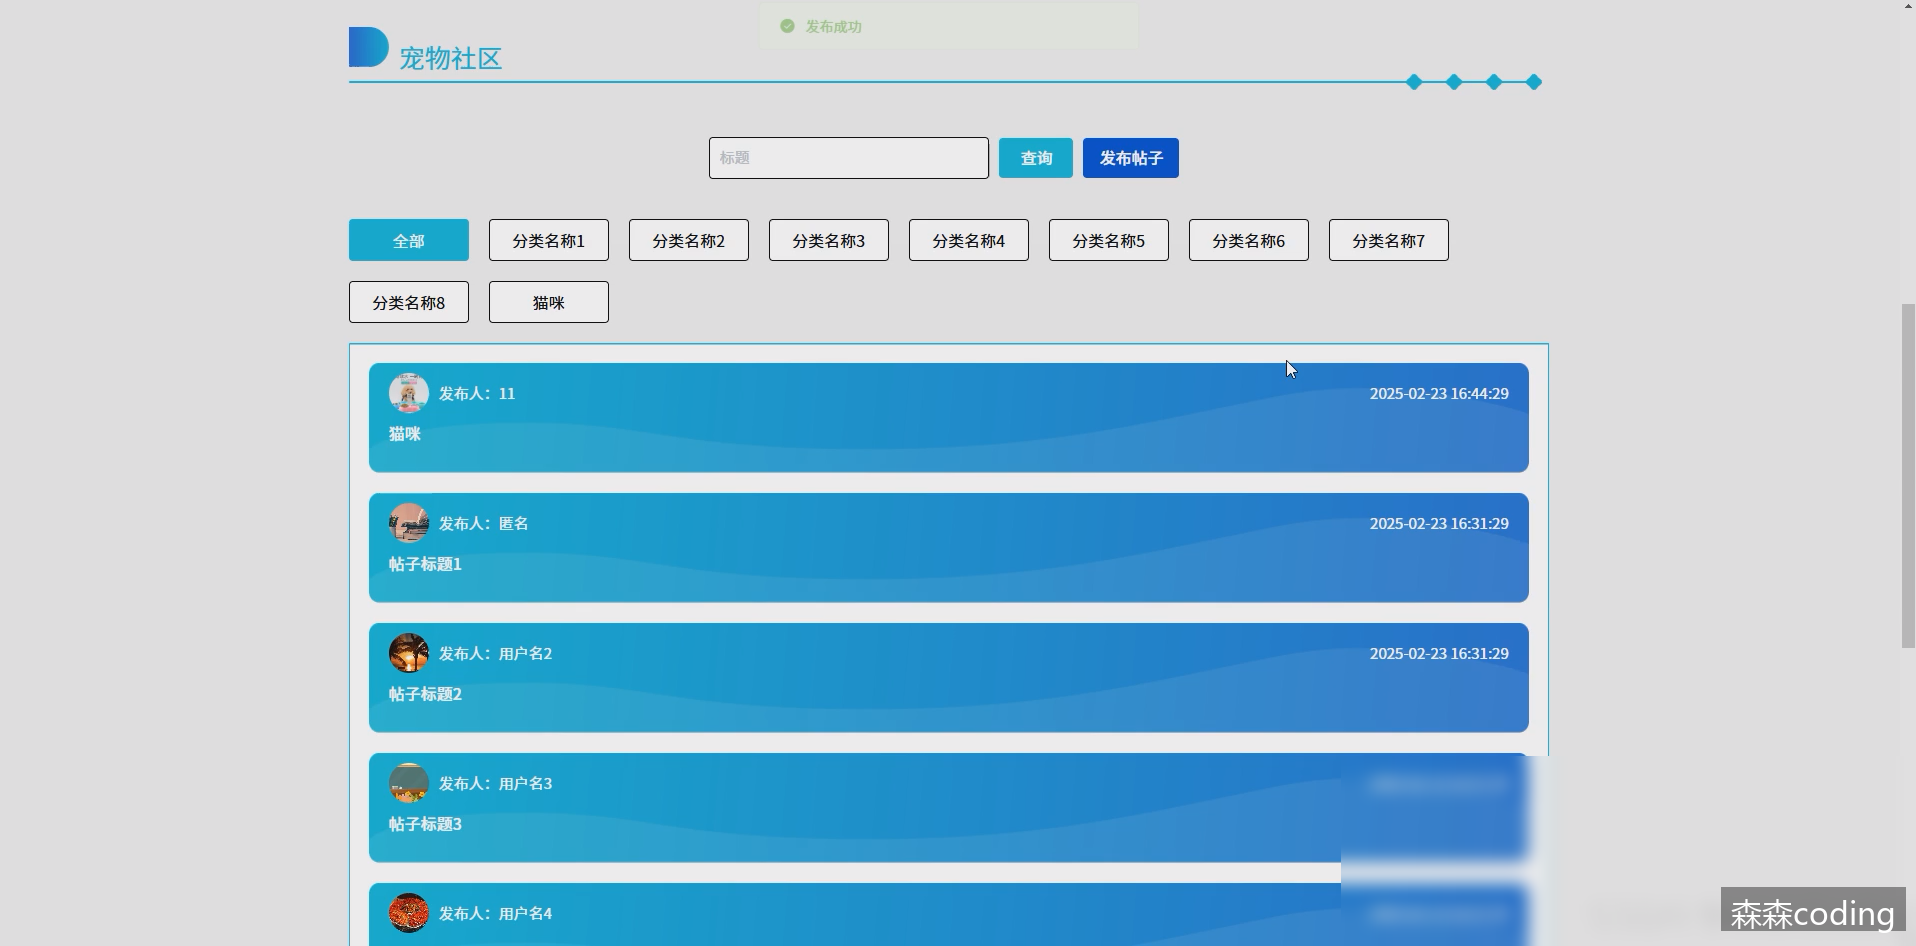 发布成功
宠物社区
标题
查询
发布帖子
全部
分类名称1
分类名称2
分类名称3
分类名称4
分类名称5
分类名称6
分类名称7
分类名称8
猫咪
发布人：11
2025-02-23 16:44:29
猫咪
发布人：匿名
2025-02-23 16:31:29
帖子标题1
发布人：用户名2
2025-02-23 16:31:29
帖子标题2
发布人：用户名3
帖子标题3
发布人：用户名4
森森coding